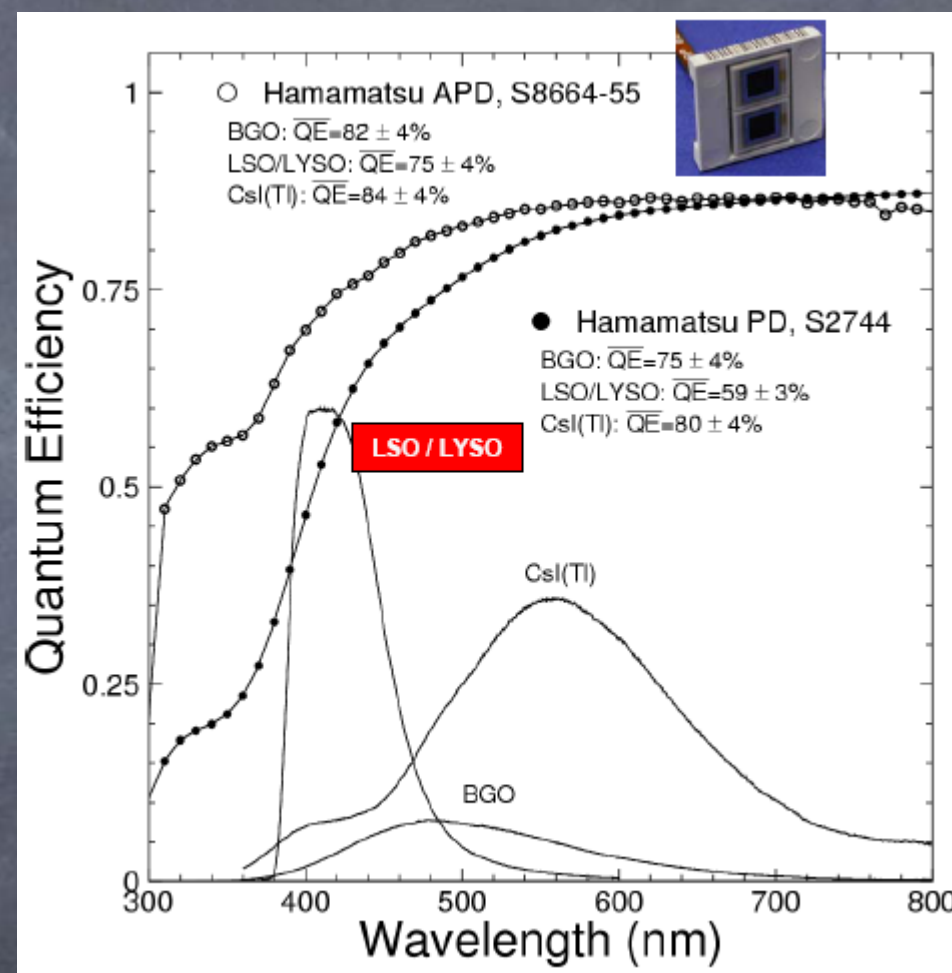 Hamamatsu APD, S8664-55
BGO: QE=82 ± 4%
LSO/LYSO: QE=75 ± 4%
CsI(Tl): QE=84 ± 4%
Hamamatsu PD, S2744
BGO: QE=75 ± 4%
LSO/LYSO: QE=59 ± 3%
CsI(Tl): QE=80 ± 4%
LSO / LYSO
CsI(Tl)
BGO
Quantum Efficiency
1
0.75
0.5
0.25
0
300 400 500 600 700 800
Wavelength (nm)